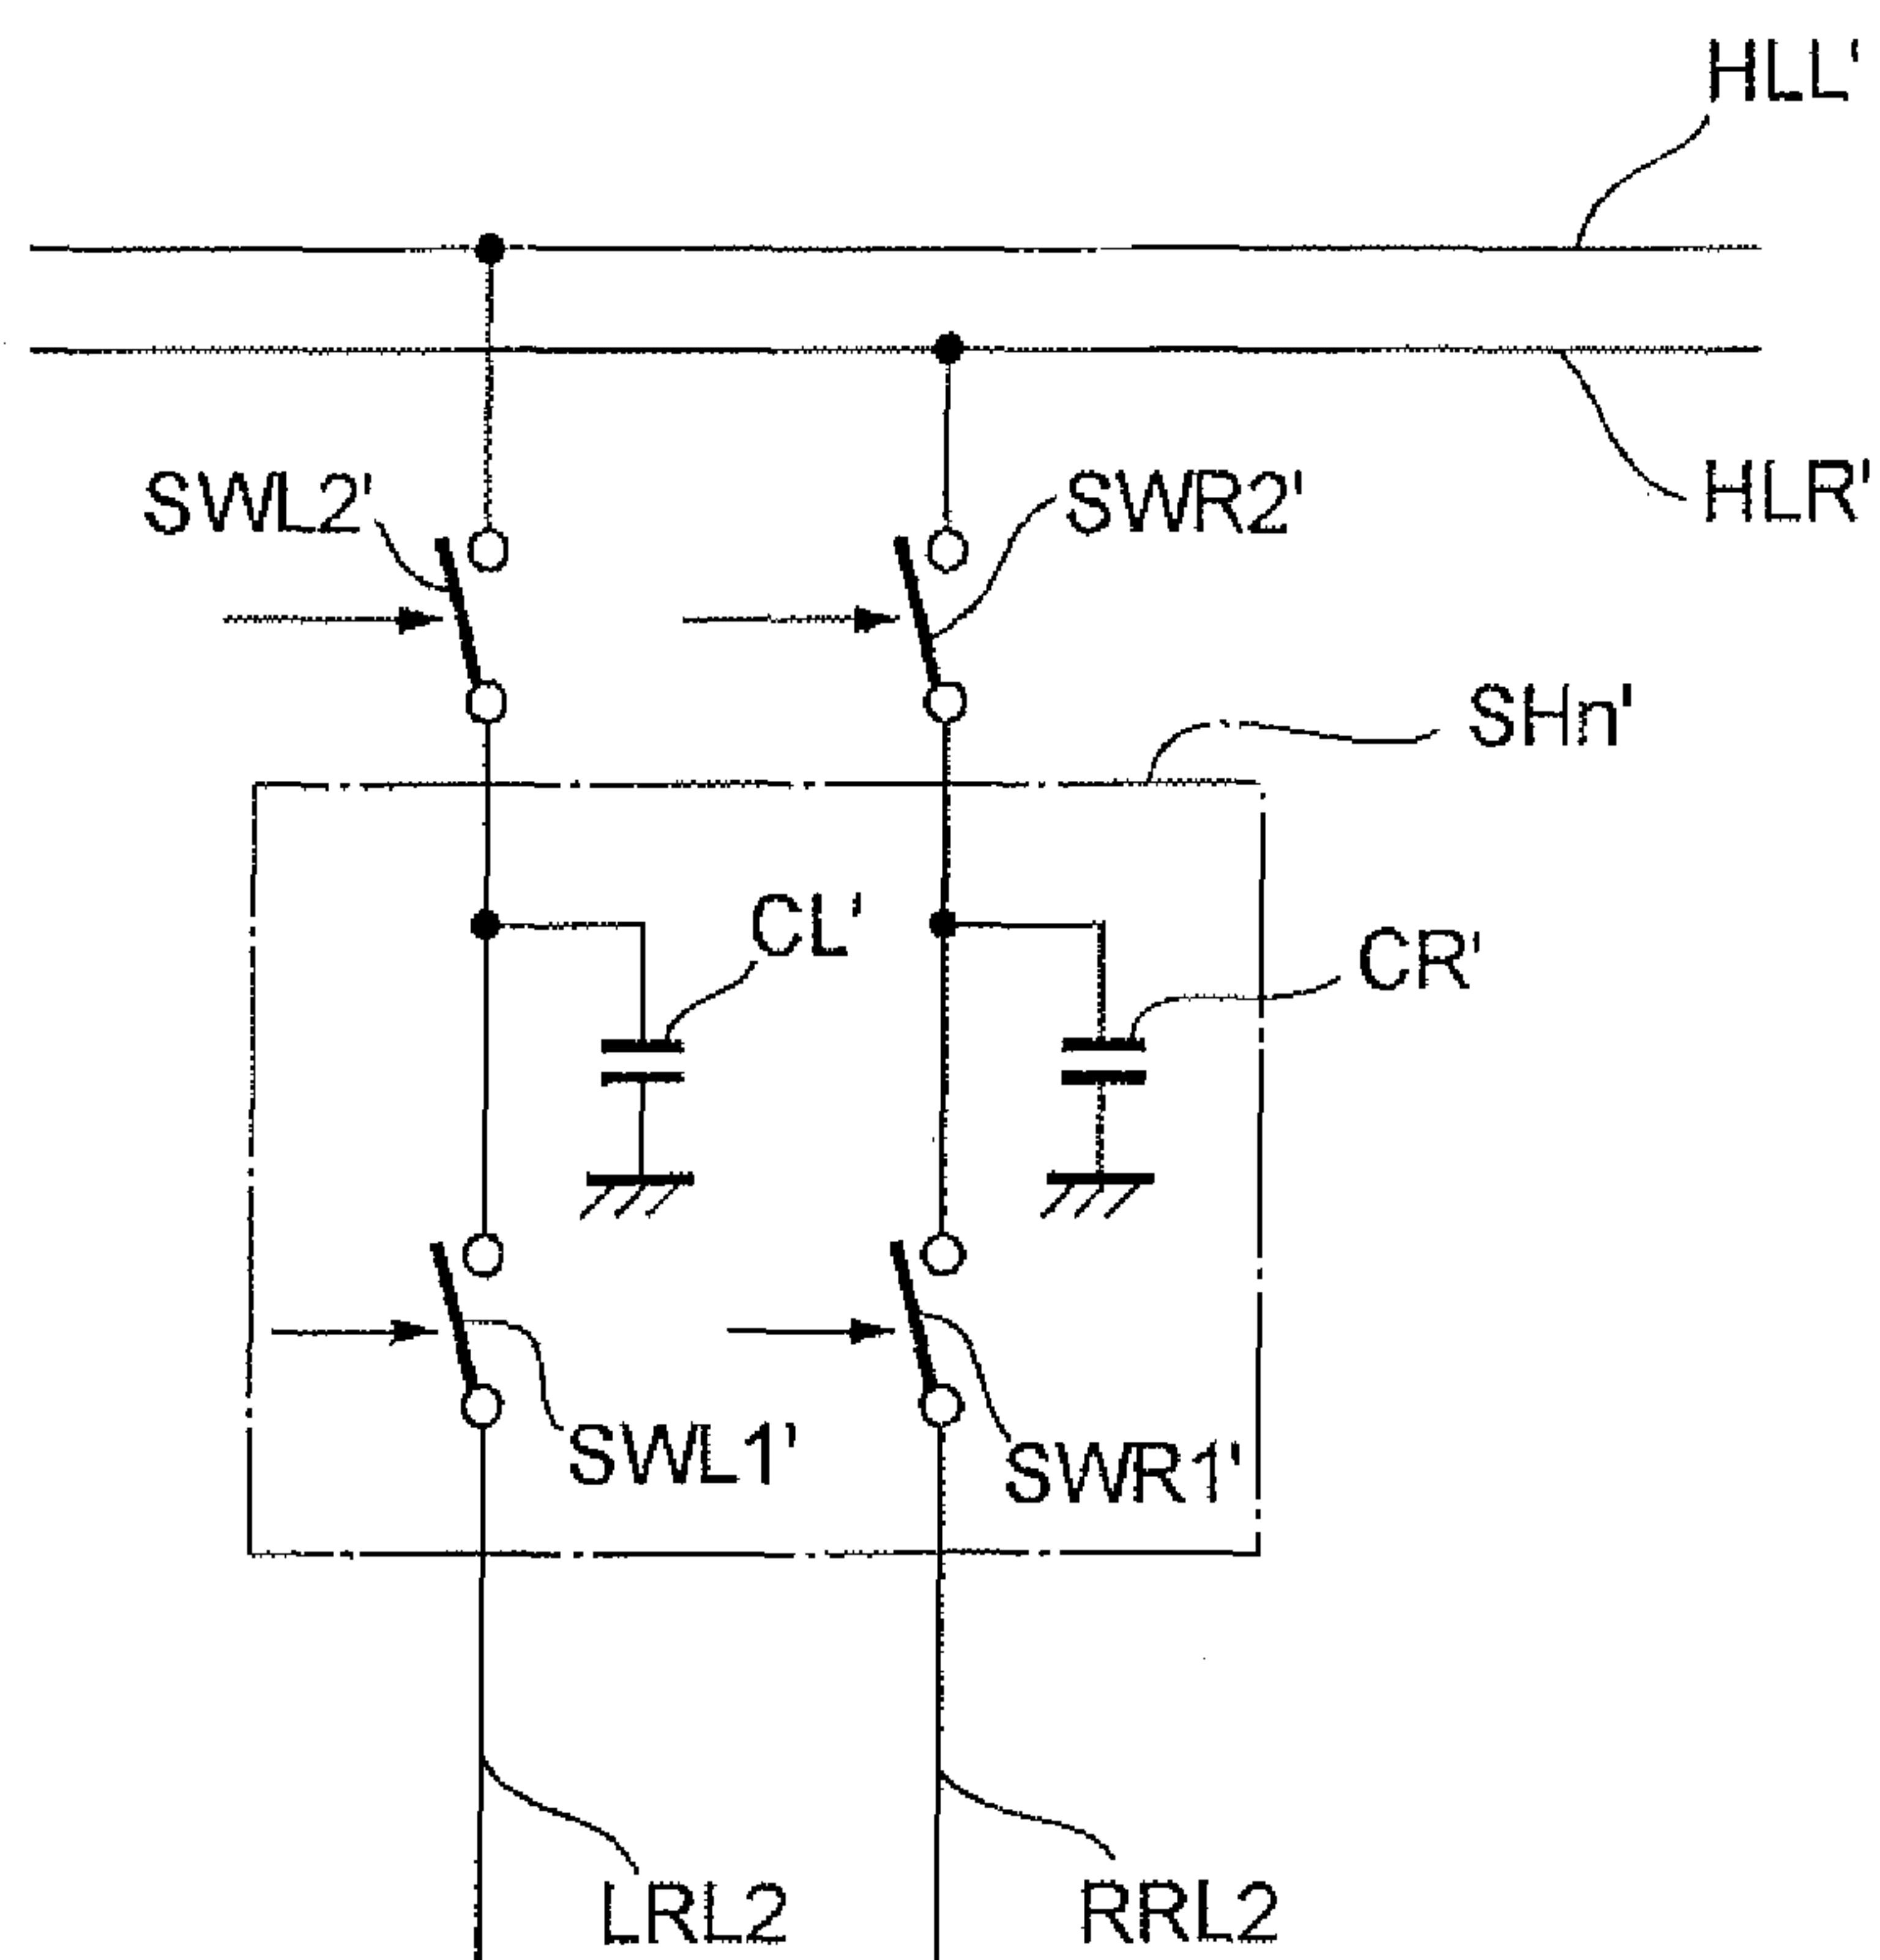 HLL'
HLR'
SWL2'
SWR2'
SHn'
CL'
CR'
SWL1'
SWR1'
LRL2
RRL2